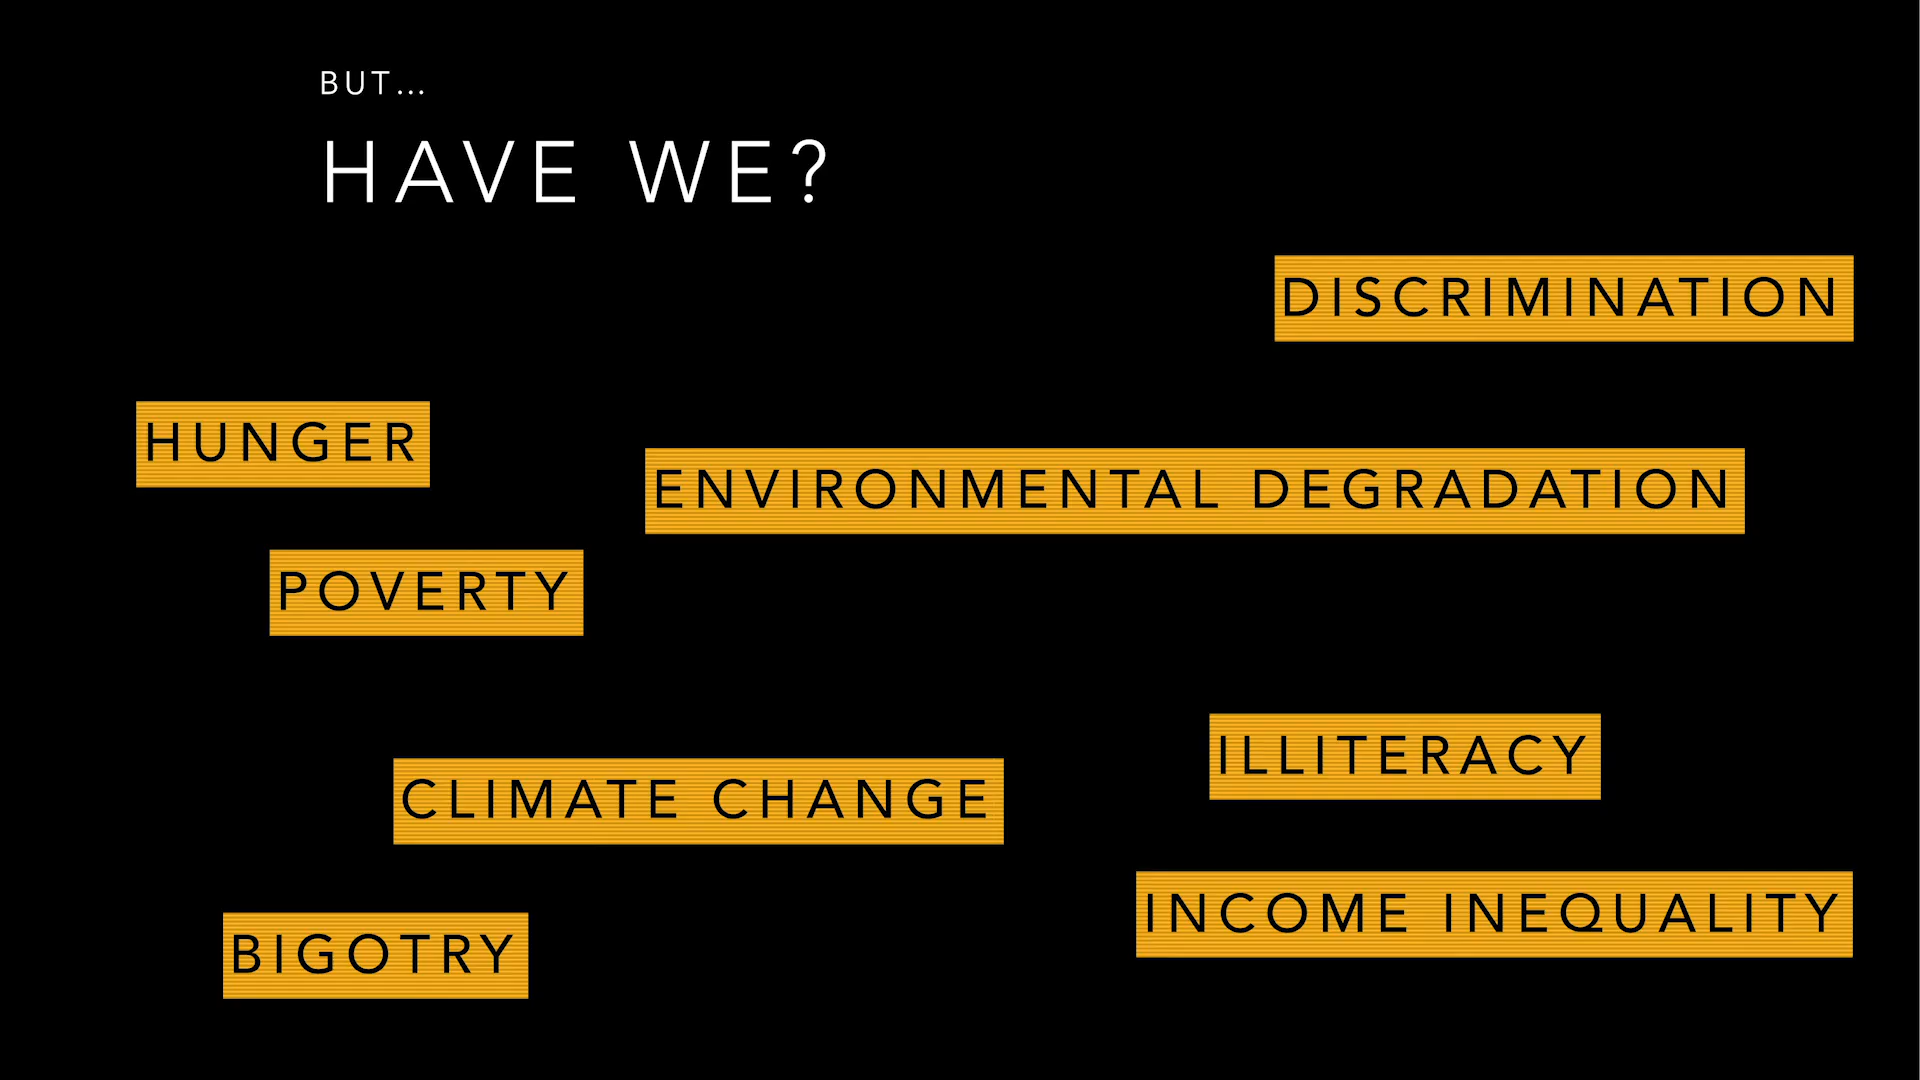 BUT...
HAVE WE?
DISCRIMINATION
HUNGER
ENVIRONMENTAL DEGRADATION
POVERTY
ILLITERACY
CLIMATE CHANGE
INCOME INEQUALITY
BIGOTRY